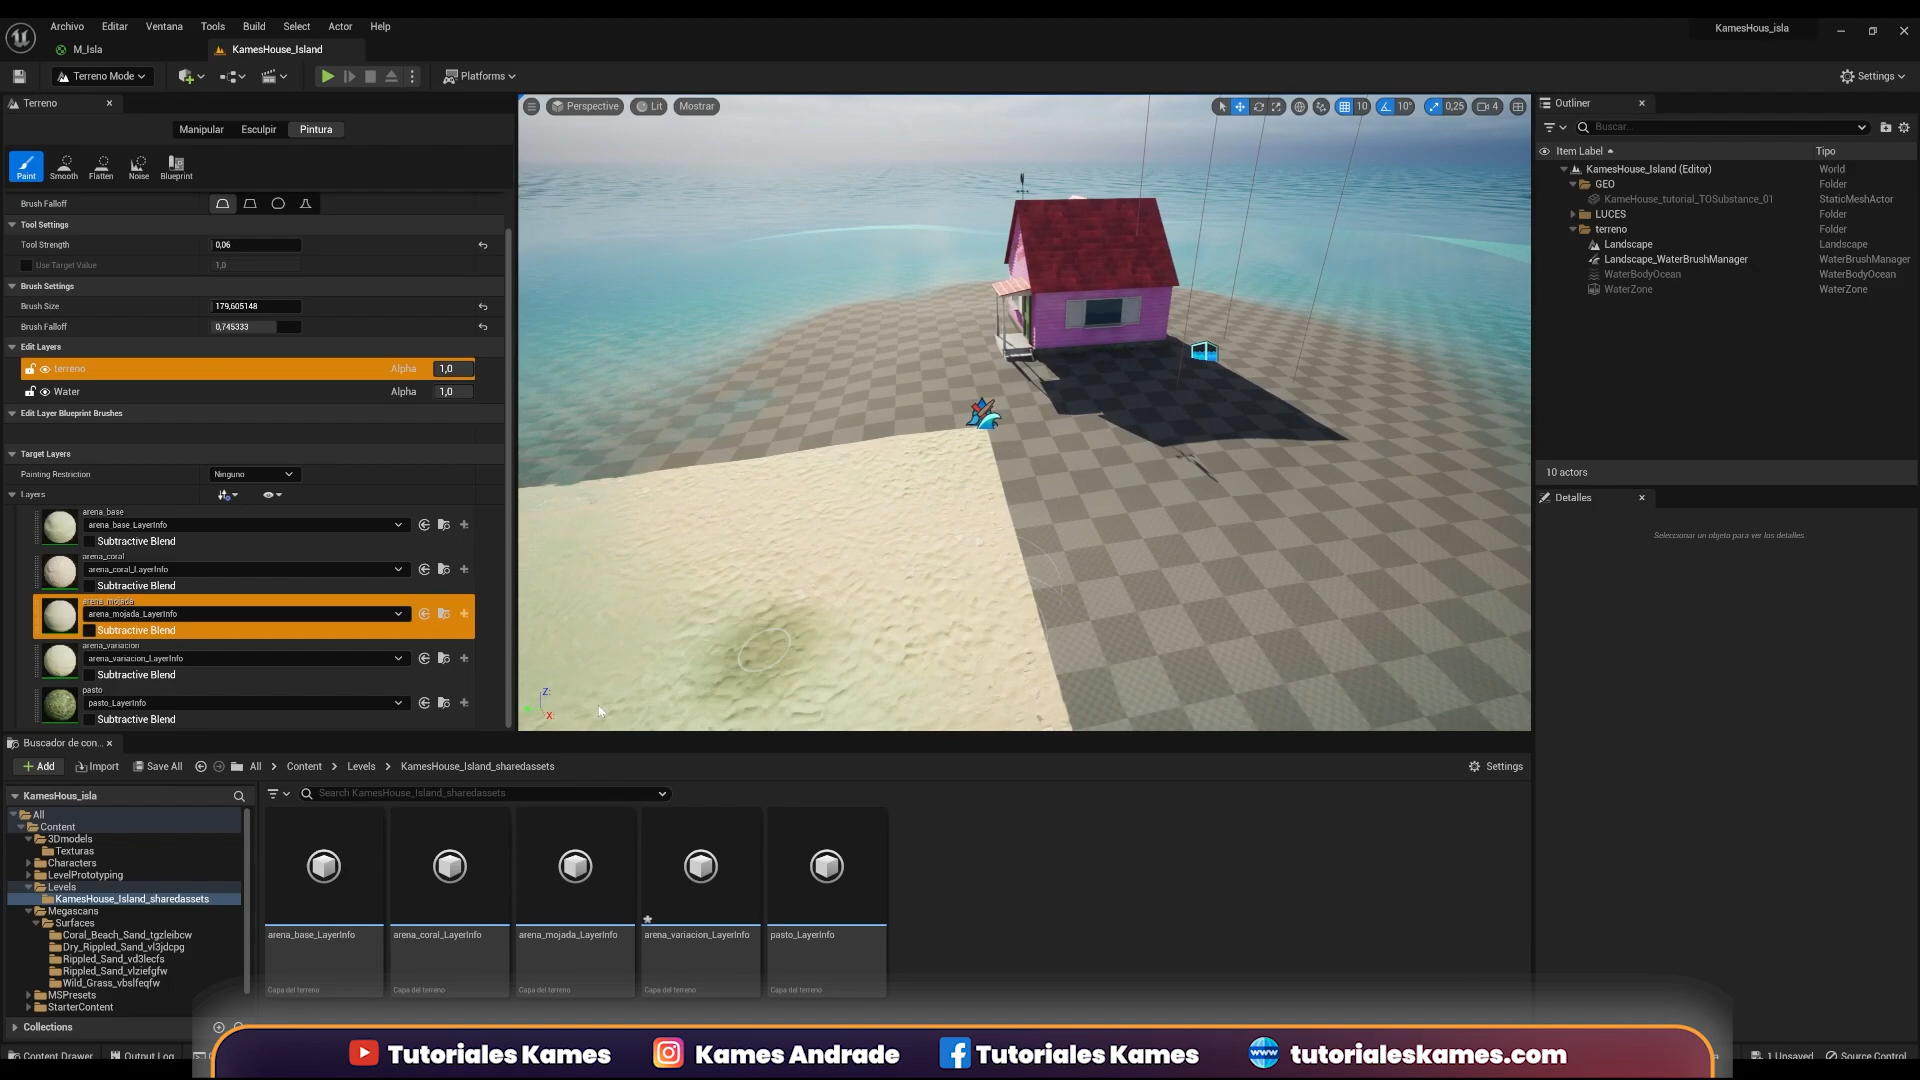 Archivo Editar Ventana Tools Build Select Actor Help
KamesHous_isla
M_Isla
KamesHouse_Island
Terreno Mode
Platforms
Settings
Terreno
Manipular Esculpir Pintura
Paint Smooth Flatten Noise Blueprint
Brush Falloff
Tool Settings
Tool Strength 0,06
Use Target Value 1,0
Brush Settings
Brush Size 179,605148
Brush Falloff 0,745333
Edit Layers
terreno Alpha 1,0
Water Alpha 1,0
Edit Layer Blueprint Brushes
Target Layers
Painting Restriction Ninguno
Layers
arena_base
arena_base_LayerInfo
Subtractive Blend
arena_coral
arena_coral_LayerInfo
Subtractive Blend
arena_mojada
arena_mojada_LayerInfo
Subtractive Blend
arena_variacion
arena_variacion_LayerInfo
Subtractive Blend
pasto
pasto_LayerInfo
Subtractive Blend
Perspective Lit Mostrar
10 10° 0,25 4
Z:
X:
Outliner
Buscar...
Item Label Tipo
KamesHouse_Island (Editor) World
GEO Folder
KameHouse_tutorial_TOSubstance_01 StaticMeshActor
LUCES Folder
terreno Folder
Landscape Landscape
Landscape_WaterBrushManager WaterBrushManager
WaterBodyOcean WaterBodyOcean
WaterZone WaterZone
10 actors
Detalles
Seleccionar un objeto para ver los detalles
Buscador de con...
Add Import Save All All Content Levels KamesHouse_Island_sharedassets
Settings
KamesHous_isla
Search KamesHouse_Island_sharedassets
All
Content
3Dmodels
Texturas
Characters
LevelPrototyping
Levels
KamesHouse_Island_sharedassets
Megascans
Surfaces
Coral_Beach_Sand_tgzleibcw
Dry_Rippled_Sand_vl3jdcpg
Rippled_Sand_vd3lecfs
Rippled_Sand_vlziefgfw
Wild_Grass_vbslfeqfw
MSPresets
StarterContent
Collections
arena_base_LayerInfo arena_coral_LayerInfo arena_mojada_LayerInfo arena_variacion_LayerInfo pasto_LayerInfo
Capa del terreno Capa del terreno Capa del terreno Capa del terreno Capa del terreno
Content Drawer Output Log
1 Unsaved Source Control
Tutoriales Kames Kames Andrade Tutoriales Kames www tutorialeskames.com